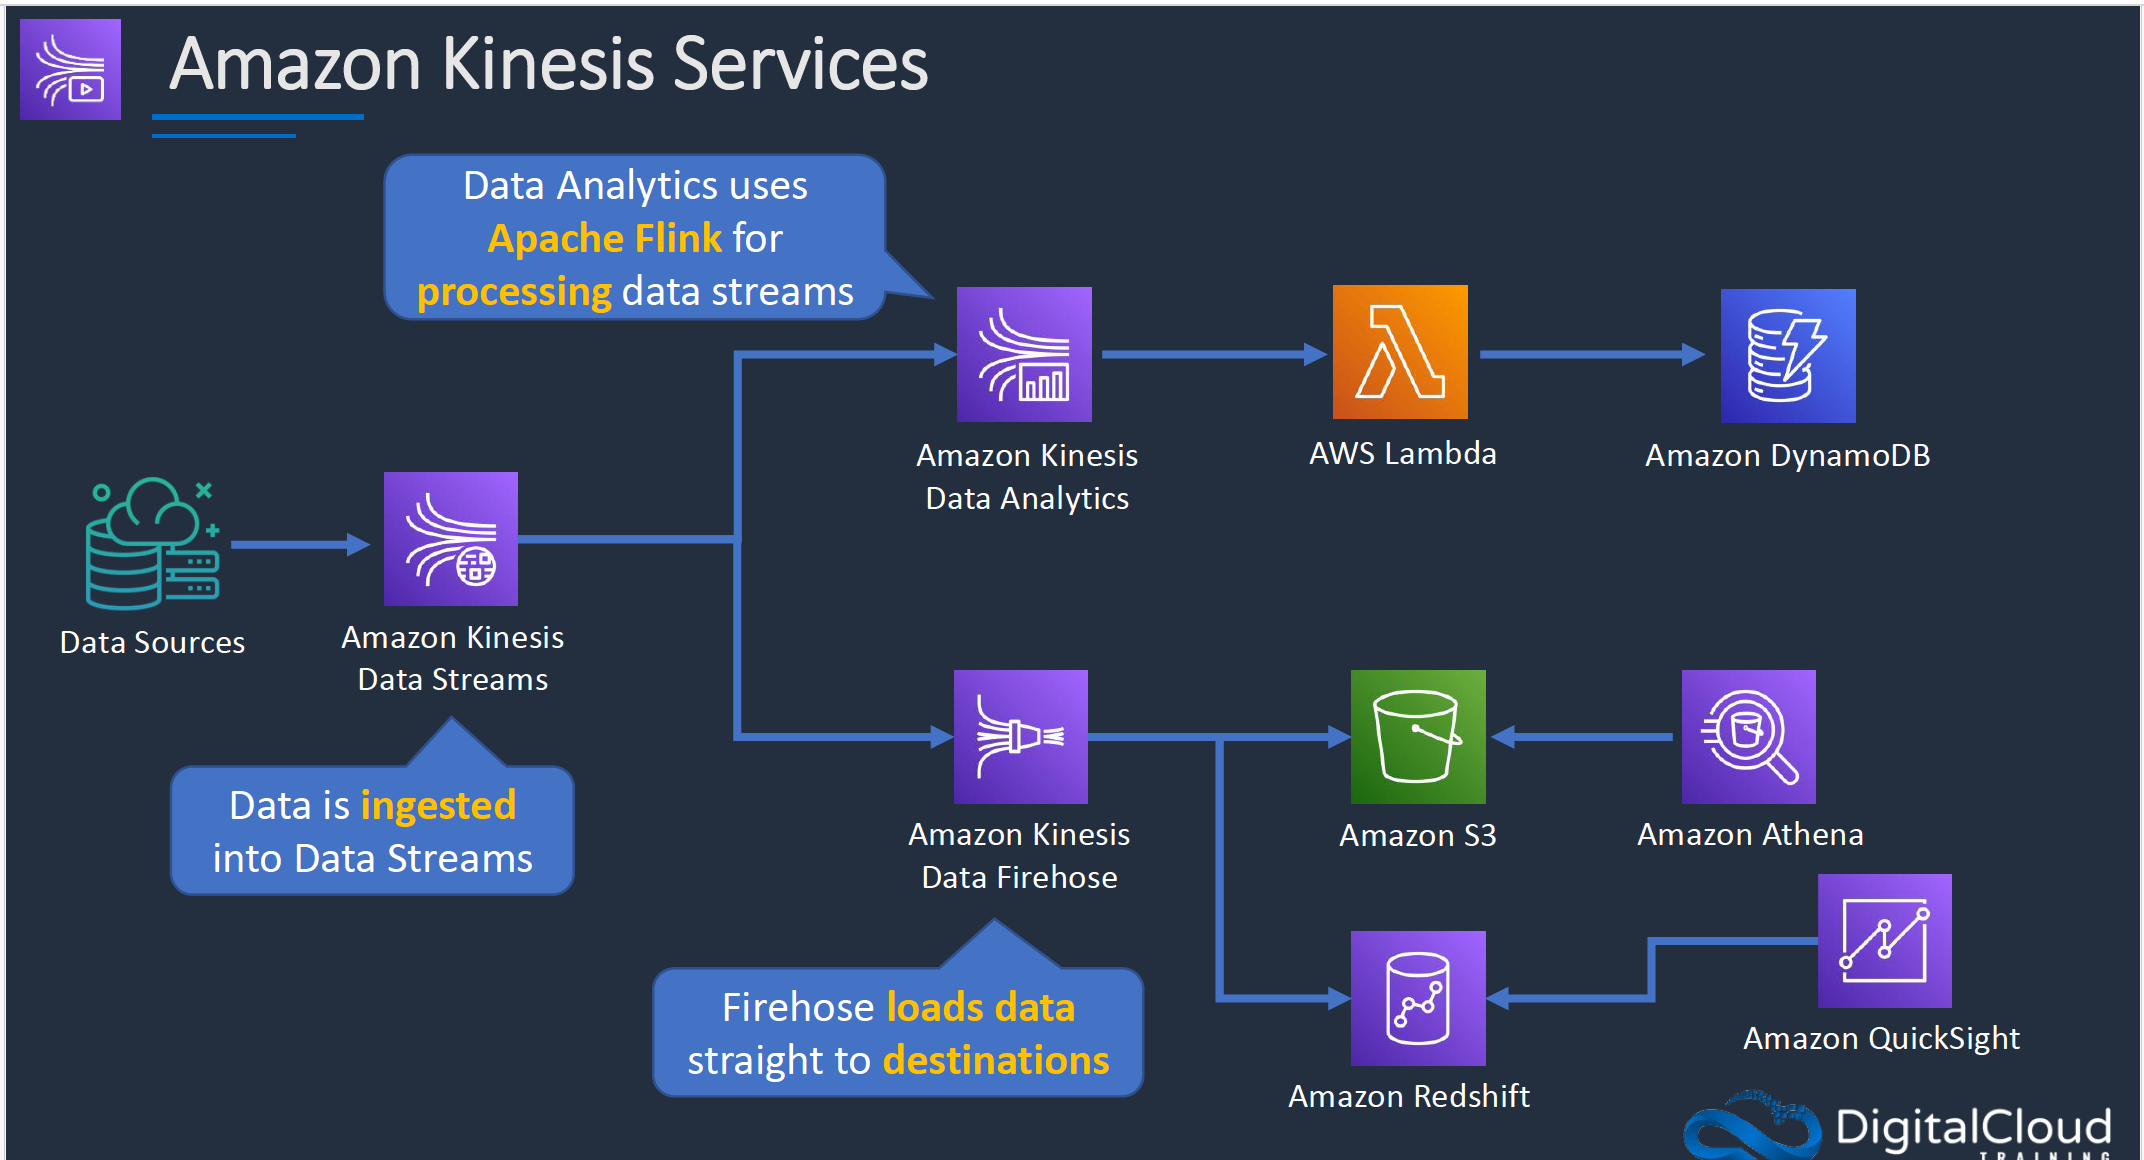 Amazon Kinesis Services
Data Analytics uses
Apache Flink for
processing data streams
Amazon Kinesis
Data Analytics
AWS Lambda
Amazon DynamoDB
Data Sources
Amazon Kinesis
Data Streams
Data is ingested
into Data Streams
Amazon Kinesis
Data Firehose
Amazon S3
Amazon Athena
Firehose loads data
straight to destinations
Amazon Redshift
Amazon QuickSight
DigitalCloud
TRAINING